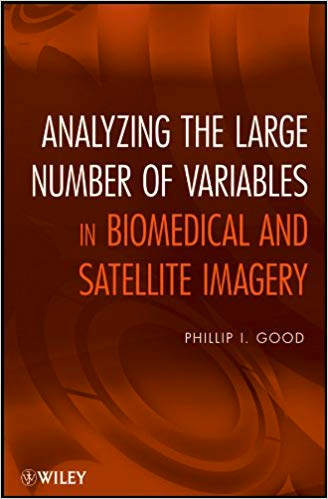 ANALYZING THE LARGE
NUMBER OF VARIABLES
IN BIOMEDICAL AND
SATELLITE IMAGERY
PHILLIP I. GOOD
WILEY